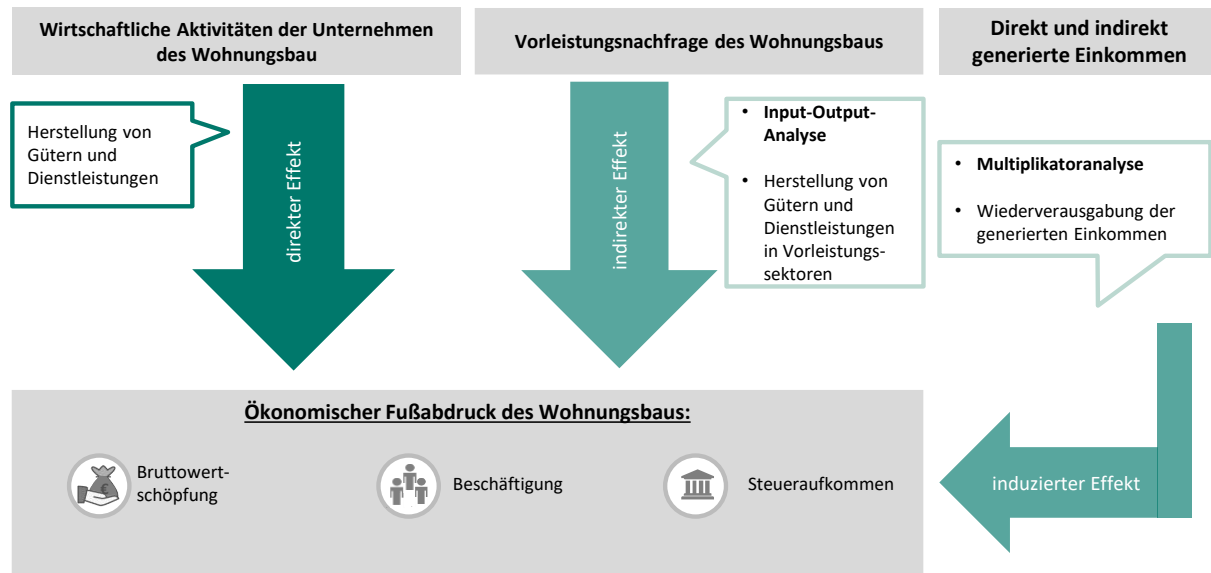 Wirtschaftliche Aktivitäten der Unternehmen
des Wohnungsbau
Vorleistungsnachfrage des Wohnungsbaus
Direkt und indirekt
generierte Einkommen
Herstellung von
Gütern und
Dienstleistungen
direkter Effekt
indirekter Effekt
• Input-Output-
Analyse
• Herstellung von
Gütern und
Dienstleistungen
in Vorleistungs-
sektoren
• Multiplikatoranalyse
• Wiederverausgabung der
generierten Einkommen
Ökonomischer Fußabdruck des Wohnungsbaus:
Bruttowert-
schöpfung
Beschäftigung
Steueraufkommen
induzierter Effekt